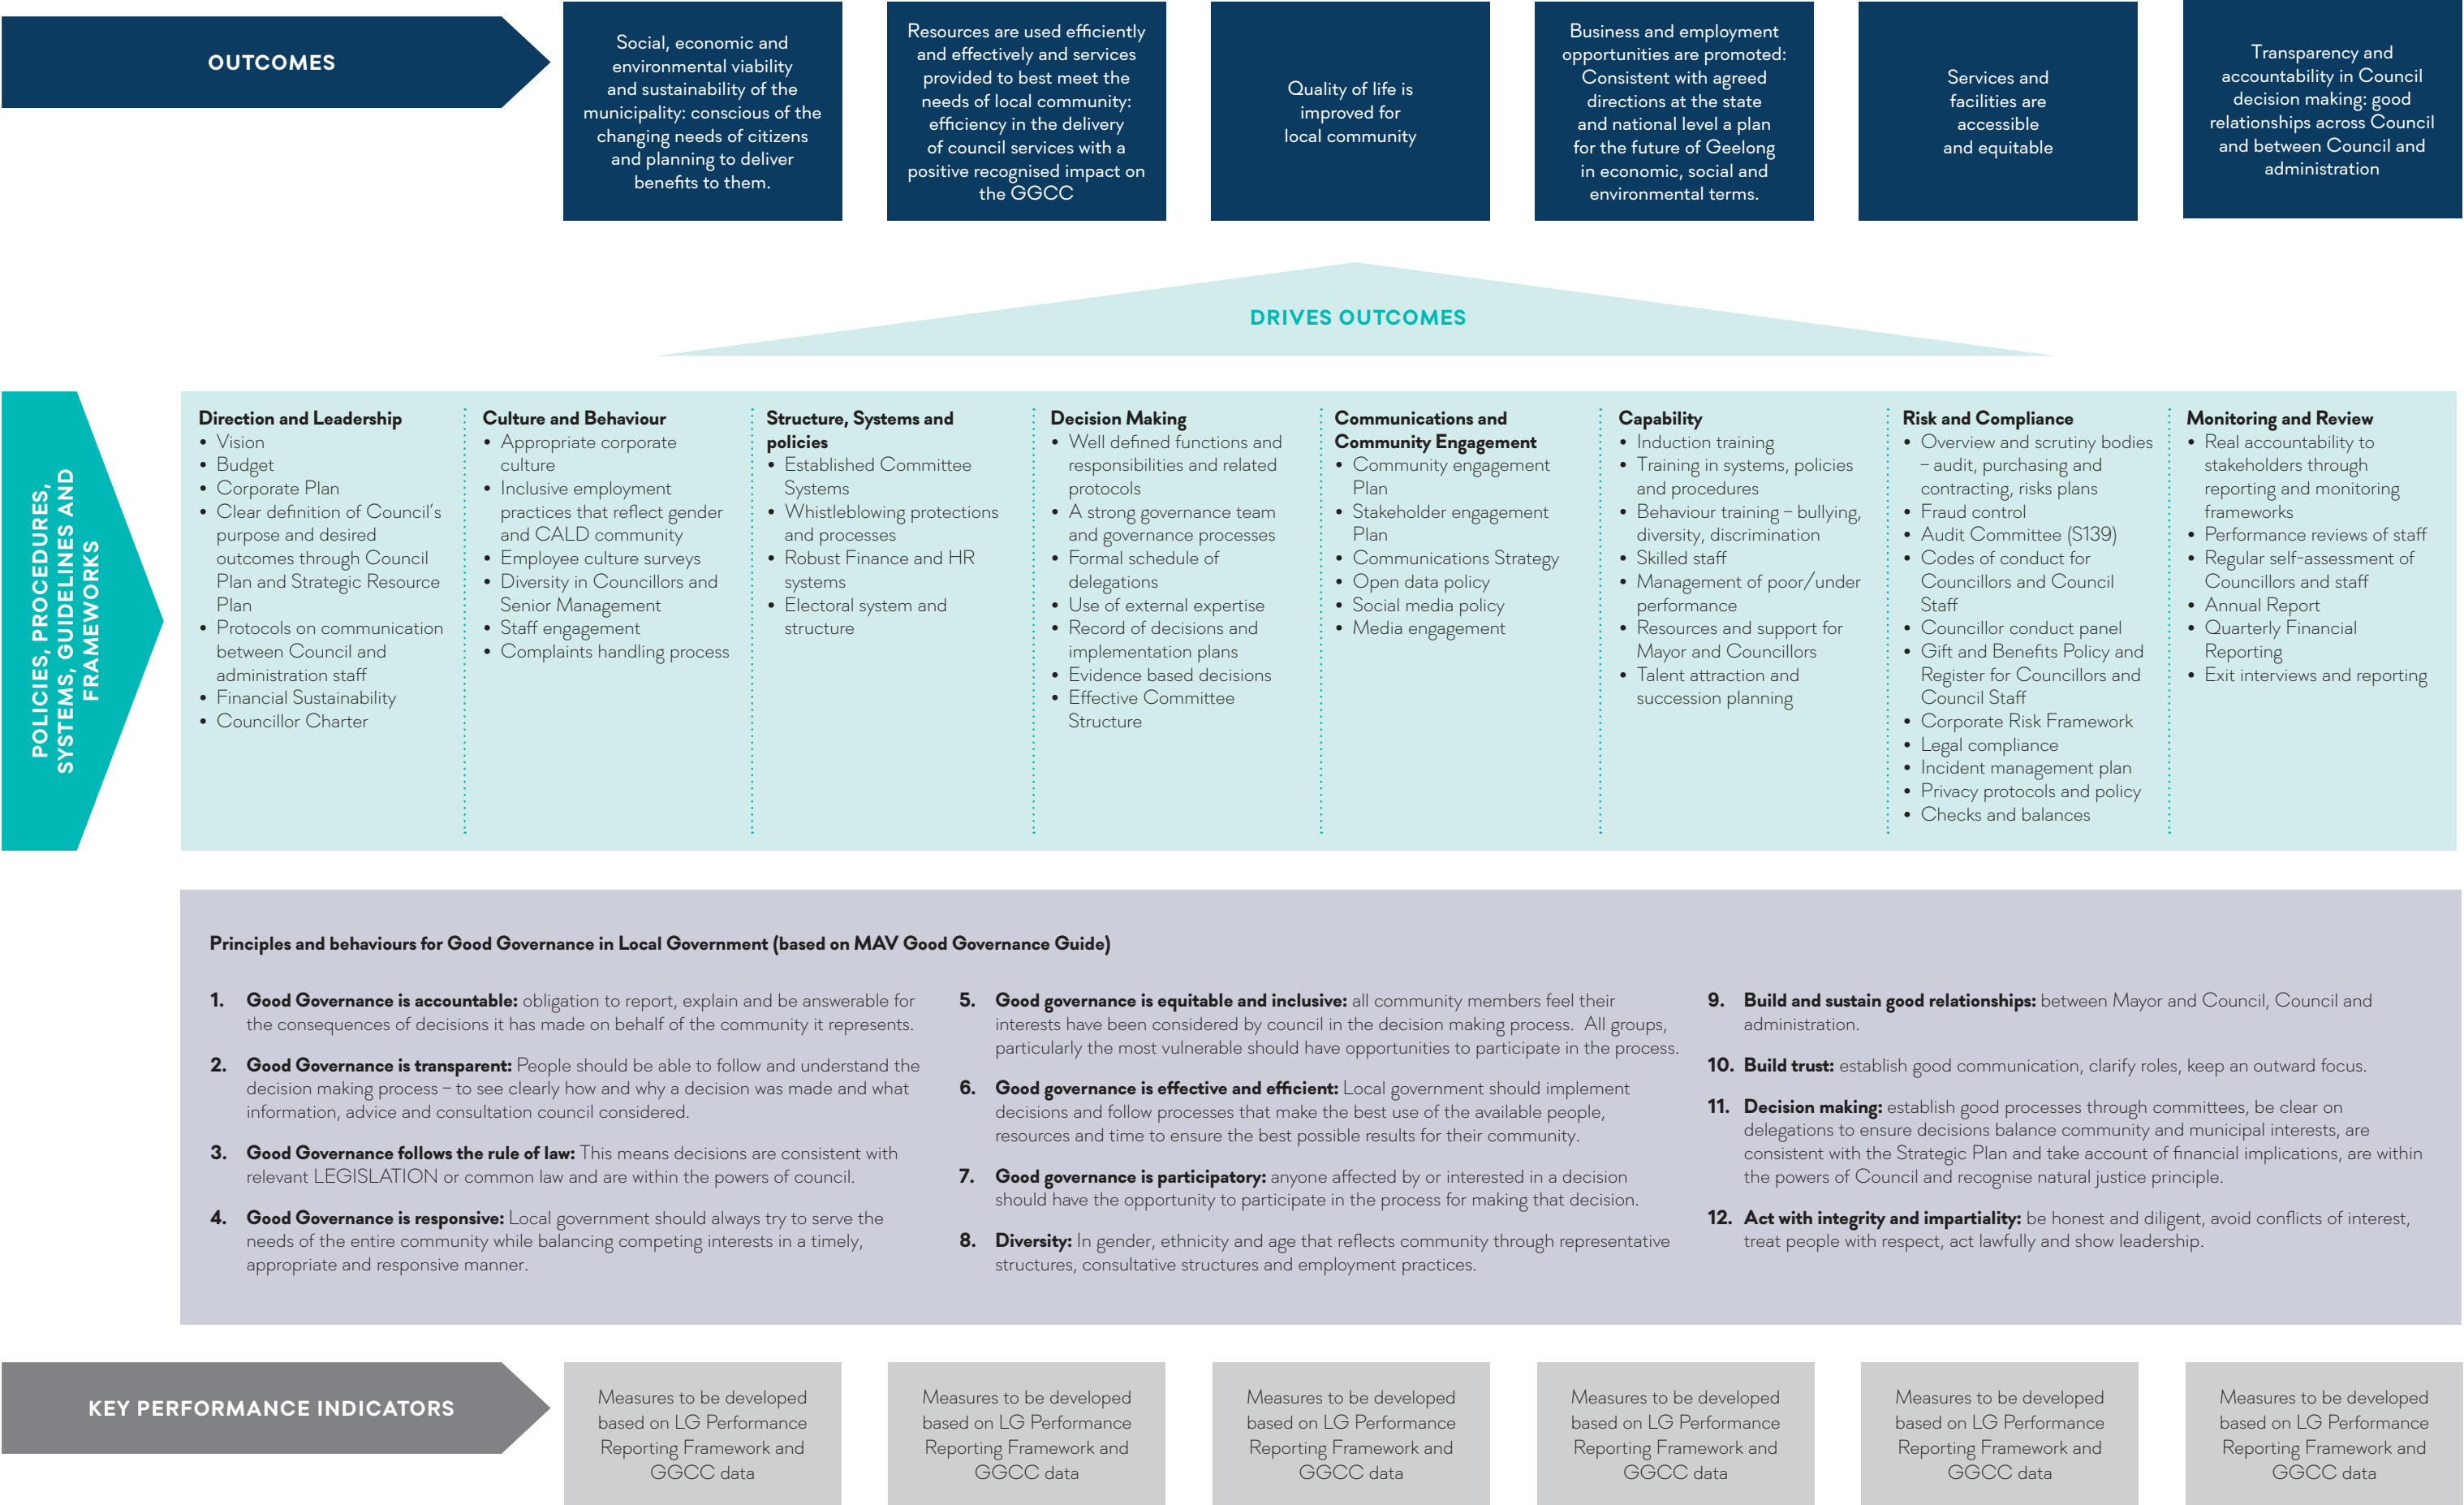 OUTCOMES
Social, economic and
environmental viability
and sustainability of the
municipality: conscious of the
changing needs of citizens
and planning to deliver
benefits to them.
Resources are used efficiently
and effectively and services
provided to best meet the
needs of local community:
efficiency in the delivery
of council services with a
positive recognised impact on
the GGCC
Quality of life is
improved for
local community
Business and employment
opportunities are promoted:
Consistent with agreed
directions at the state
and national level a plan
for the future of Geelong
in economic, social and
environmental terms.
Services and
facilities are
accessible
and equitable
Transparency and
accountability in Council
decision making: good
relationships across Council
and between Council and
administration
DRIVES OUTCOMES
POLICIES, PROCEDURES,
SYSTEMS, GUIDELINES AND
FRAMEWORKS
Direction and Leadership
• Vision
• Budget
• Corporate Plan
• Clear definition of Council's
purpose and desired
outcomes through Council
Plan and Strategic Resource
Plan
• Protocols on communication
between Council and
administration staff
• Financial Sustainability
• Councillor Charter
Culture and Behaviour
• Appropriate corporate
culture
• Inclusive employment
practices that reflect gender
and CALD community
• Employee culture surveys
• Diversity in Councillors and
Senior Management
• Staff engagement
• Complaints handling process
Structure, Systems and
policies
• Established Committee
Systems
• Whistleblowing protections
and processes
• Robust Finance and HR
systems
• Electoral system and
structure
Decision Making
• Well defined functions and
responsibilities and related
protocols
• A strong governance team
and governance processes
• Formal schedule of
delegations
• Use of external expertise
• Record of decisions and
implementation plans
• Evidence based decisions
• Effective Committee
Structure
Communications and
Community Engagement
• Community engagement
Plan
• Stakeholder engagement
Plan
• Communications Strategy
• Open data policy
• Social media policy
• Media engagement
Capability
• Induction training
• Training in systems, policies
and procedures
• Behaviour training – bullying,
diversity, discrimination
• Skilled staff
• Management of poor/under
performance
• Resources and support for
Mayor and Councillors
• Talent attraction and
succession planning
Risk and Compliance
• Overview and scrutiny bodies
– audit, purchasing and
contracting, risks plans
• Fraud control
• Audit Committee (S139)
• Codes of conduct for
Councillors and Council
Staff
• Councillor conduct panel
• Gift and Benefits Policy and
Register for Councillors and
Council Staff
• Corporate Risk Framework
• Legal compliance
• Incident management plan
• Privacy protocols and policy
• Checks and balances
Monitoring and Review
• Real accountability to
stakeholders through
reporting and monitoring
frameworks
• Performance reviews of staff
• Regular self-assessment of
Councillors and staff
• Annual Report
• Quarterly Financial
Reporting
• Exit interviews and reporting
Principles and behaviours for Good Governance in Local Government (based on MAV Good Governance Guide)
1. Good Governance is accountable: obligation to report, explain and be answerable for
the consequences of decisions it has made on behalf of the community it represents.
2. Good Governance is transparent: People should be able to follow and understand the
decision making process – to see clearly how and why a decision was made and what
information, advice and consultation council considered.
3. Good Governance follows the rule of law: This means decisions are consistent with
relevant LEGISLATION or common law and are within the powers of council.
4. Good Governance is responsive: Local government should always try to serve the
needs of the entire community while balancing competing interests in a timely,
appropriate and responsive manner.
5. Good governance is equitable and inclusive: all community members feel their
interests have been considered by council in the decision making process. All groups,
particularly the most vulnerable should have opportunities to participate in the process.
6. Good governance is effective and efficient: Local government should implement
decisions and follow processes that make the best use of the available people,
resources and time to ensure the best possible results for their community.
7. Good governance is participatory: anyone affected by or interested in a decision
should have the opportunity to participate in the process for making that decision.
8. Diversity: In gender, ethnicity and age that reflects community through representative
structures, consultative structures and employment practices.
9. Build and sustain good relationships: between Mayor and Council, Council and
administration.
10. Build trust: establish good communication, clarify roles, keep an outward focus.
11. Decision making: establish good processes through committees, be clear on
delegations to ensure decisions balance community and municipal interests, are
consistent with the Strategic Plan and take account of financial implications, are within
the powers of Council and recognise natural justice principle.
12. Act with integrity and impartiality: be honest and diligent, avoid conflicts of interest,
treat people with respect, act lawfully and show leadership.
KEY PERFORMANCE INDICATORS
Measures to be developed
based on LG Performance
Reporting Framework and
GGCC data
Measures to be developed
based on LG Performance
Reporting Framework and
GGCC data
Measures to be developed
based on LG Performance
Reporting Framework and
GGCC data
Measures to be developed
based on LG Performance
Reporting Framework and
GGCC data
Measures to be developed
based on LG Performance
Reporting Framework and
GGCC data
Measures to be developed
based on LG Performance
Reporting Framework and
GGCC data